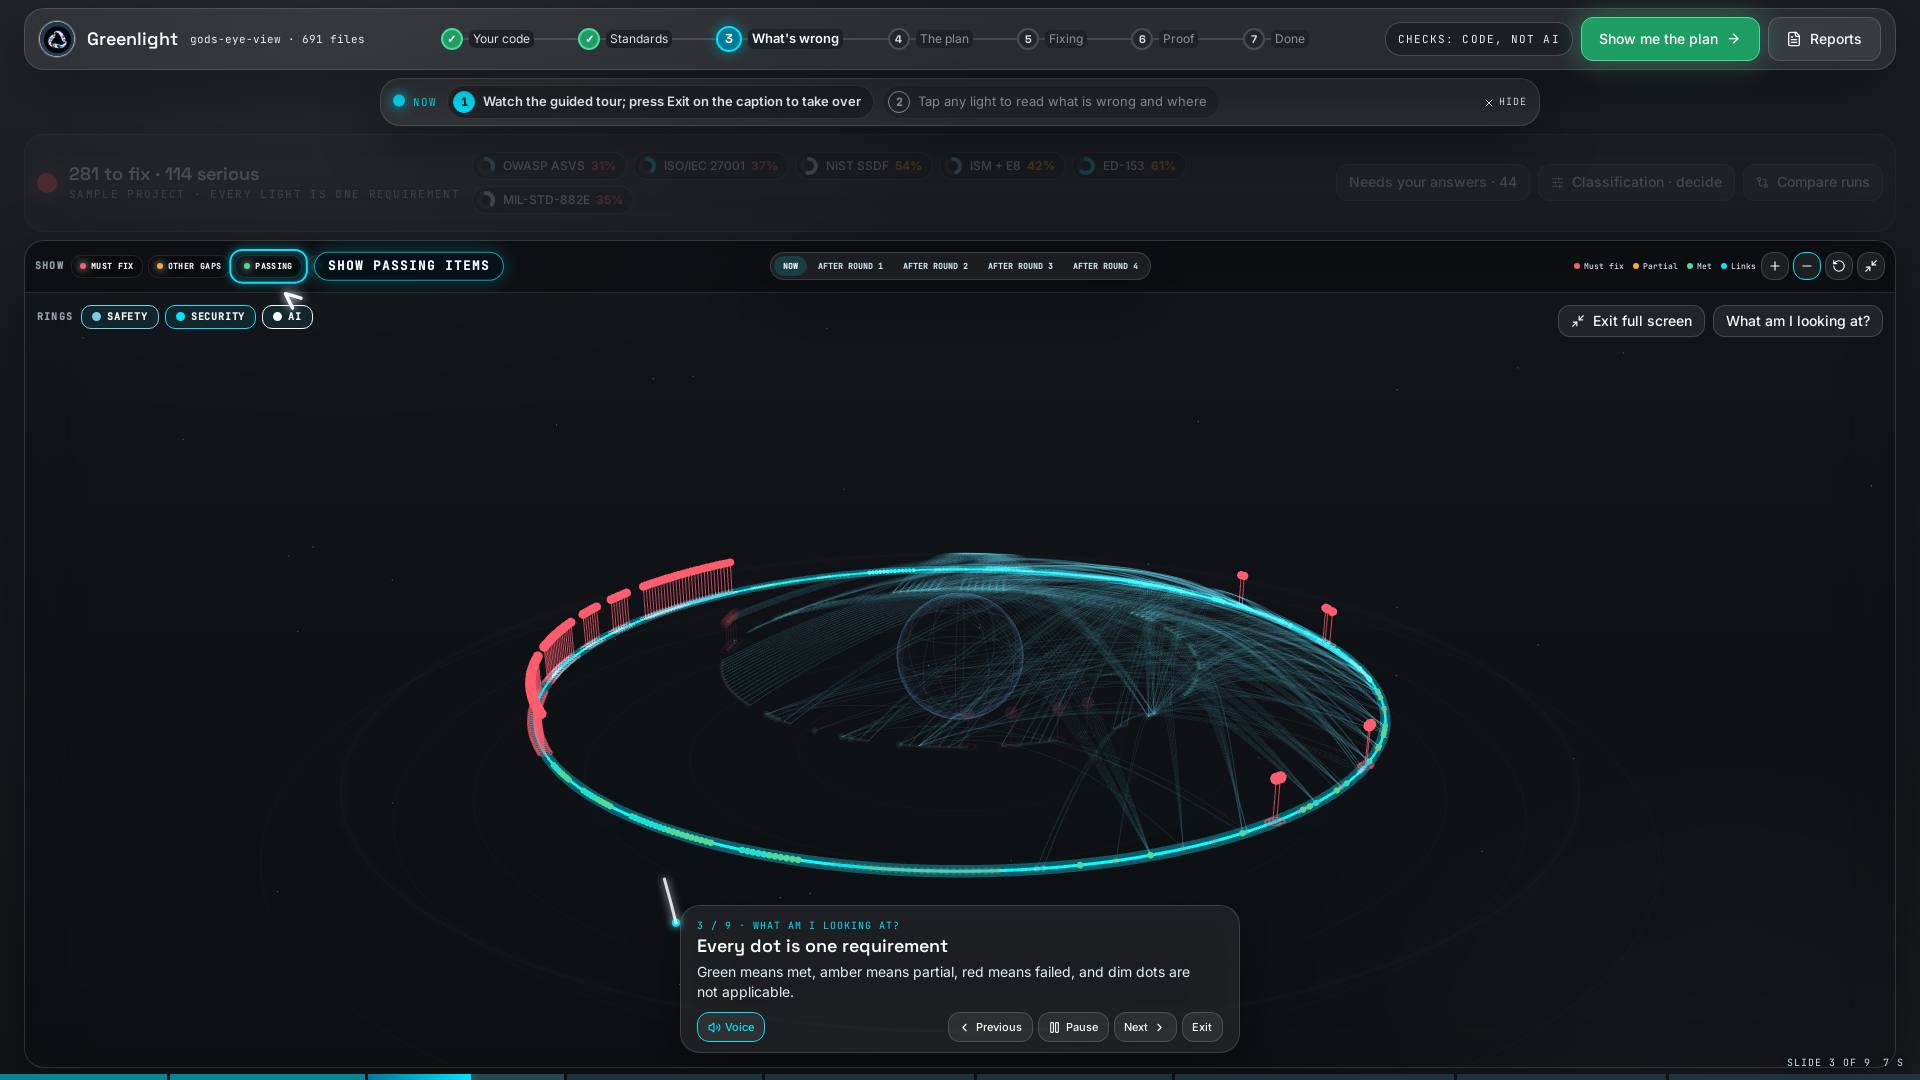 Greenlight gods-eye-view · 691 files
✓ Your code ✓ Standards 3 What's wrong 4 The plan 5 Fixing 6 Proof 7 Done
CHECKS: CODE, NOT AI
Show me the plan
Reports
NOW 1 Watch the guided tour; press Exit on the caption to take over 2 Tap any light to read what is wrong and where
HIDE
281 to fix · 114 serious
SAMPLE PROJECT · EVERY LIGHT IS ONE REQUIREMENT
OWASP ASVS 31% ISO/IEC 27001 37% NIST SSDF 54% ISM + E8 42% ED-153 61%
MIL-STD-882E 35%
Needs your answers · 44
Classification · decide
Compare runs
SHOW MUST FIX OTHER GAPS PASSING SHOW PASSING ITEMS
NOW AFTER ROUND 1 AFTER ROUND 2 AFTER ROUND 3 AFTER ROUND 4
Must fix Partial Met Links
RINGS SAFETY SECURITY AI
Exit full screen
What am I looking at?
3 / 9 · WHAT AM I LOOKING AT?
Every dot is one requirement
Green means met, amber means partial, red means failed, and dim dots are
not applicable.
Voice
Previous
Pause
Next
Exit
SLIDE 3 OF 9 7 S